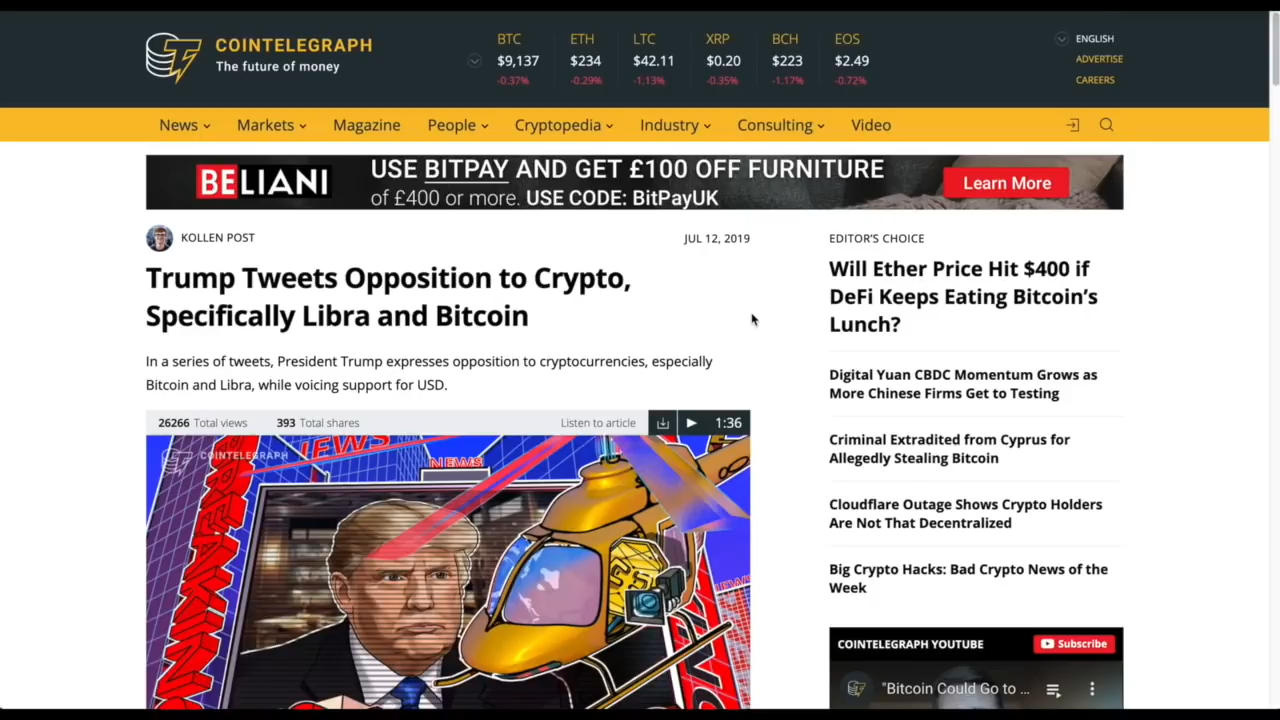 COINTELEGRAPH
The future of money
BTC ETH LTC XRP BCH EOS
$9,137 $234 $42.11 $0.20 $223 $2.49
-0.37% -0.29% -1.13% -0.35% -1.17% -0.72%
ENGLISH
ADVERTISE
CAREERS
News Markets Magazine People Cryptopedia Industry Consulting Video
BELIANI
USE BITPAY AND GET £100 OFF FURNITURE
of £400 or more. USE CODE: BitPayUK
Learn More
KOLLEN POST
JUL 12, 2019
Trump Tweets Opposition to Crypto,
Specifically Libra and Bitcoin
In a series of tweets, President Trump expresses opposition to cryptocurrencies, especially
Bitcoin and Libra, while voicing support for USD.
26266 Total views 393 Total shares
Listen to article 1:36
COINTELEGRAPH
NEWS
NEWS
BREAKING
EDITOR'S CHOICE
Will Ether Price Hit $400 if
DeFi Keeps Eating Bitcoin's
Lunch?
Digital Yuan CBDC Momentum Grows as
More Chinese Firms Get to Testing
Criminal Extradited from Cyprus for
Allegedly Stealing Bitcoin
Cloudflare Outage Shows Crypto Holders
Are Not That Decentralized
Big Crypto Hacks: Bad Crypto News of the
Week
COINTELEGRAPH YOUTUBE
Subscribe
"Bitcoin Could Go to ...